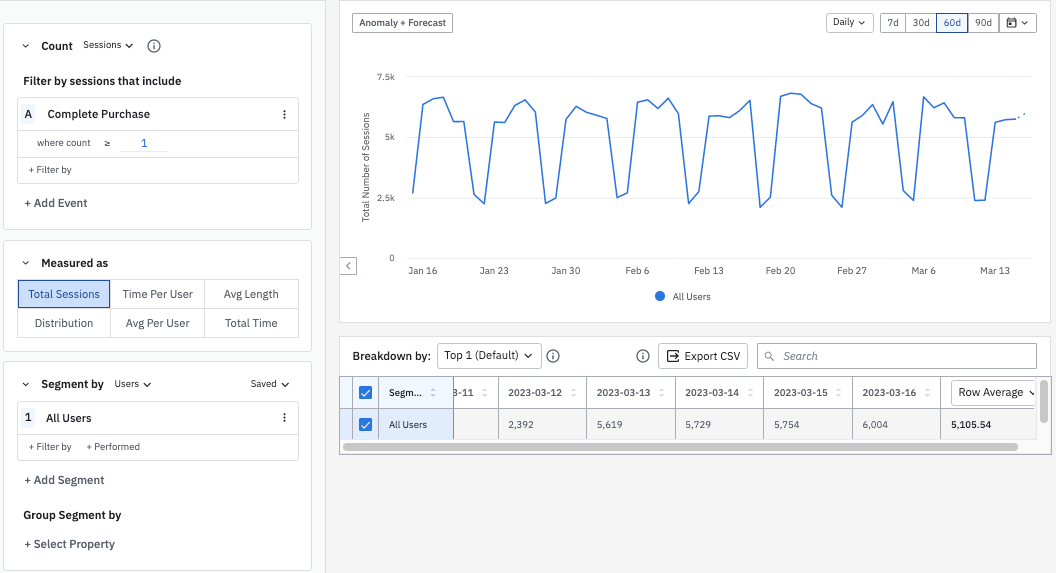 Count Sessions
Filter by sessions that include
A Complete Purchase
where count ≥ 1
+ Filter by
+ Add Event
Measured as
Total Sessions Time Per User Avg Length
Distribution Avg Per User Total Time
Segment by Users Saved
1 All Users
+ Filter by + Performed
+ Add Segment
Group Segment by
+ Select Property
Anomaly + Forecast Daily 7d 30d 60d 90d
Total Number of Sessions
7.5k
5k
2.5k
0
Jan 16 Jan 23 Jan 30 Feb 6 Feb 13 Feb 20 Feb 27 Mar 6 Mar 13
All Users
Breakdown by: Top 1 (Default) Export CSV Search
Segm... 3-11 2023-03-12 2023-03-13 2023-03-14 2023-03-15 2023-03-16 Row Average
All Users 2,392 5,619 5,729 5,754 6,004 5,105.54